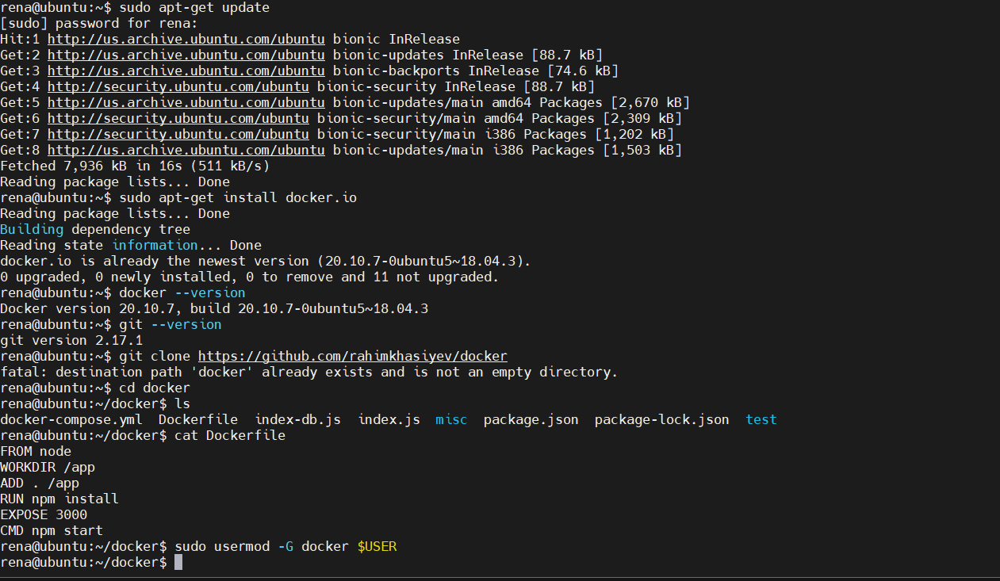 rena@ubuntu:~$ sudo apt-get update
[sudo] password for rena:
Hit:1 http://us.archive.ubuntu.com/ubuntu bionic InRelease
Get:2 http://us.archive.ubuntu.com/ubuntu bionic-updates InRelease [88.7 kB]
Get:3 http://us.archive.ubuntu.com/ubuntu bionic-backports InRelease [74.6 kB]
Get:4 http://security.ubuntu.com/ubuntu bionic-security InRelease [88.7 kB]
Get:5 http://us.archive.ubuntu.com/ubuntu bionic-updates/main amd64 Packages [2,670 kB]
Get:6 http://security.ubuntu.com/ubuntu bionic-security/main amd64 Packages [2,309 kB]
Get:7 http://security.ubuntu.com/ubuntu bionic-security/main i386 Packages [1,202 kB]
Get:8 http://us.archive.ubuntu.com/ubuntu bionic-updates/main i386 Packages [1,503 kB]
Fetched 7,936 kB in 16s (511 kB/s)
Reading package lists... Done
rena@ubuntu:~$ sudo apt-get install docker.io
Reading package lists... Done
Building dependency tree
Reading state information... Done
docker.io is already the newest version (20.10.7-0ubuntu5~18.04.3).
0 upgraded, 0 newly installed, 0 to remove and 11 not upgraded.
rena@ubuntu:~$ docker --version
Docker version 20.10.7, build 20.10.7-0ubuntu5~18.04.3
rena@ubuntu:~$ git --version
git version 2.17.1
rena@ubuntu:~$ git clone https://github.com/rahimkhasiyev/docker
fatal: destination path 'docker' already exists and is not an empty directory.
rena@ubuntu:~$ cd docker
rena@ubuntu:~/docker$ ls
docker-compose.yml  Dockerfile  index-db.js  index.js  misc  package.json  package-lock.json  test
rena@ubuntu:~/docker$ cat Dockerfile
FROM node
WORKDIR /app
ADD . /app
RUN npm install
EXPOSE 3000
CMD npm start
rena@ubuntu:~/docker$ sudo usermod -G docker $USER
rena@ubuntu:~/docker$